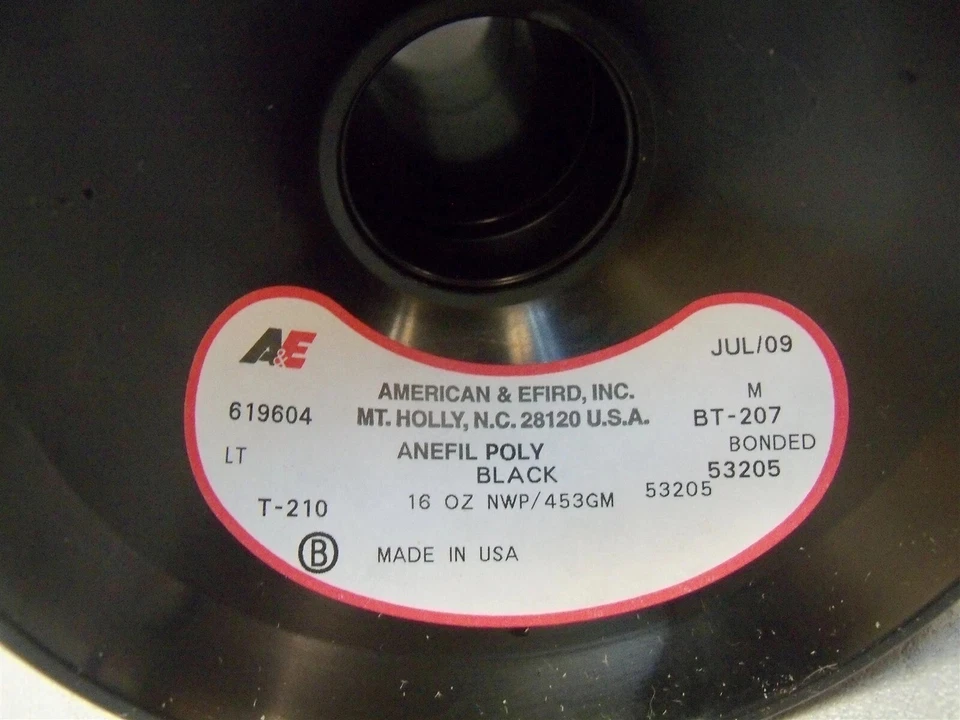 A&E
JUL/09
AMERICAN & EFIRD, INC.
M
619604
MT. HOLLY, N.C. 28120 U.S.A.
BT-207
LT
ANEFIL POLY
BONDED
BLACK
53205
T-210
16 OZ NWP/453GM
53205
B
MADE IN USA